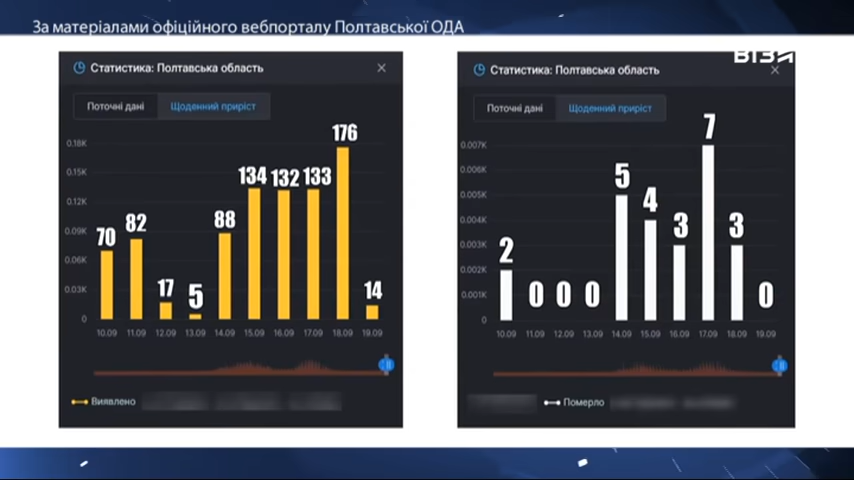 За матеріалами офіційного вебпорталу Полтавської ОДА
ВІЗИ
Статистика: Полтавська область
Поточні дані
Щоденний приріст
0.18K
0.15K
0.12K
0.09K
0.06K
0.03K
0
70
82
17
5
88
134
132
133
176
14
10.09 11.09 12.09 13.09 14.09 15.09 16.09 17.09 18.09 19.09
Виявлено
Статистика: Полтавська область
Поточні дані
Щоденний приріст
0.007K
0.006K
0.005K
0.004K
0.003K
0.002K
0.001K
0
2
0
0
0
5
4
3
7
3
0
10.09 11.09 12.09 13.09 14.09 15.09 16.09 17.09 18.09 19.09
Померло